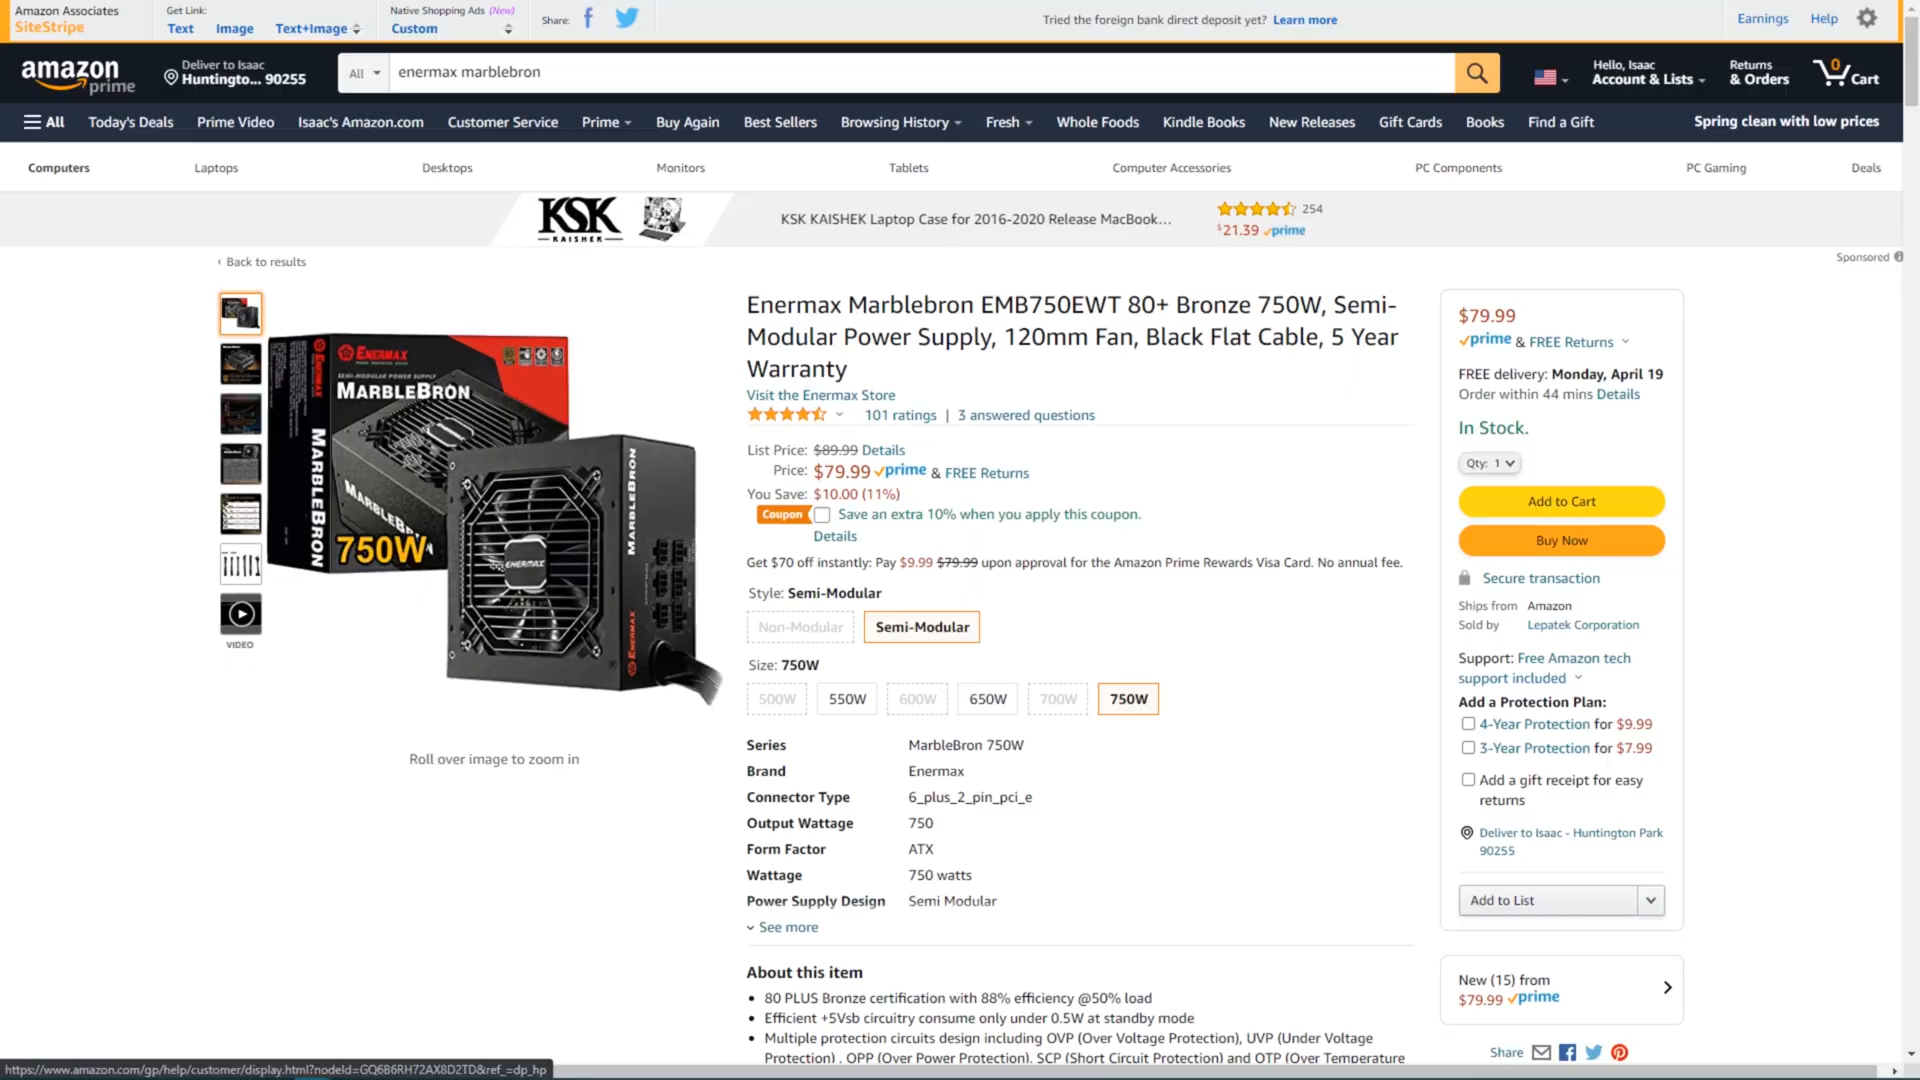 Amazon Associates
SiteStripe
Get Link:
Text Image Text+Image
Native Shopping Ads (New)
Custom
Share:
Tried the foreign bank direct deposit yet? Learn more
Earnings Help
amazon
prime
Deliver to Isaac
Huntingto... 90255
All
enermax marblebron
Hello, Isaac
Account & Lists
Returns
& Orders
0
Cart
All Today's Deals Prime Video Isaac's Amazon.com Customer Service Prime Buy Again Best Sellers Browsing History Fresh Whole Foods Kindle Books New Releases Gift Cards Books Find a Gift Spring clean with low prices
Computers Laptops Desktops Monitors Tablets Computer Accessories PC Components PC Gaming Deals
KSK
KAISHEK
KSK KAISHEK Laptop Case for 2016-2020 Release MacBook...
254
$21.39 prime
Sponsored
‹ Back to results
VIDEO
ENERMAX
SEMI-MODULAR POWER SUPPLY
MARBLEBRON
ENERMAX
MARBLEBRON
750W
MARBLEBRON
ENERMAX
ENERMAX
Roll over image to zoom in
Enermax Marblebron EMB750EWT 80+ Bronze 750W, Semi-
Modular Power Supply, 120mm Fan, Black Flat Cable, 5 Year
Warranty
Visit the Enermax Store
101 ratings | 3 answered questions
List Price: $89.99 Details
Price: $79.99 prime & FREE Returns
You Save: $10.00 (11%)
Coupon Save an extra 10% when you apply this coupon.
Details
Get $70 off instantly: Pay $9.99 $79.99 upon approval for the Amazon Prime Rewards Visa Card. No annual fee.
Style: Semi-Modular
Non-Modular Semi-Modular
Size: 750W
500W 550W 600W 650W 700W 750W
Series MarbleBron 750W
Brand Enermax
Connector Type 6_plus_2_pin_pci_e
Output Wattage 750
Form Factor ATX
Wattage 750 watts
Power Supply Design Semi Modular
See more
About this item
• 80 PLUS Bronze certification with 88% efficiency @50% load
• Efficient +5Vsb circuitry consume only under 0.5W at standby mode
• Multiple protection circuits design including OVP (Over Voltage Protection), UVP (Under Voltage
Protection) , OPP (Over Power Protection), SCP (Short Circuit Protection) and OTP (Over Temperature
$79.99
prime & FREE Returns
FREE delivery: Monday, April 19
Order within 44 mins Details
In Stock.
Qty: 1
Add to Cart
Buy Now
Secure transaction
Ships from Amazon
Sold by Lepatek Corporation
Support: Free Amazon tech
support included
Add a Protection Plan:
4-Year Protection for $9.99
3-Year Protection for $7.99
Add a gift receipt for easy
returns
Deliver to Isaac - Huntington Park
90255
Add to List
New (15) from
$79.99 prime
Share
https://www.amazon.com/gp/help/customer/display.html?nodeId=GQ6B6RH72AX8D2TD&ref_=dp_hp